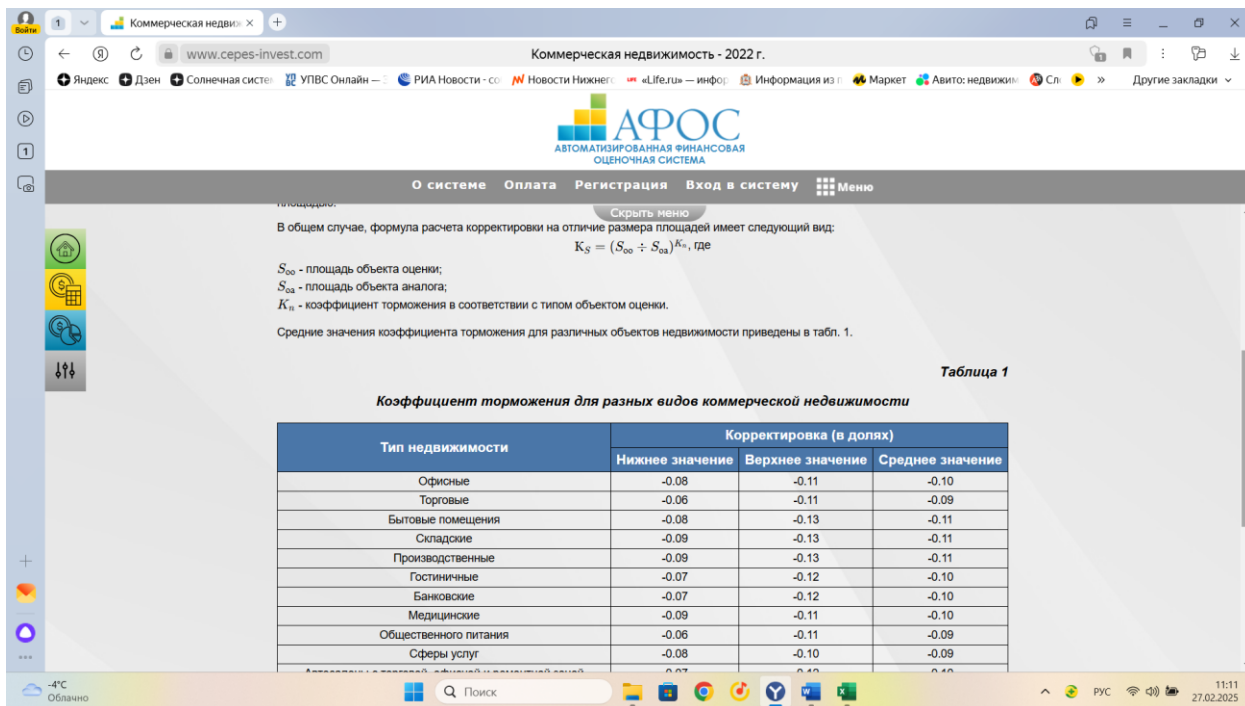 Войти
1
Коммерческая недвиж ×
www.cepes-invest.com
Коммерческая недвижимость - 2022 г.
Яндекс Дзен Солнечная систе УПВС Онлайн – РИА Новости - со Новости Нижнего «Life.ru» — инфор Информация из п Маркет Авито: недвижим Сл » Другие закладки
АФОС
АВТОМАТИЗИРОВАННАЯ ФИНАНСОВАЯ
ОЦЕНОЧНАЯ СИСТЕМА
1
О системе Оплата Регистрация Вход в систему Меню
площадью.
Скрыть меню
В общем случае, формула расчета корректировки на отличие размера площадей имеет следующий вид:
K_S = (S_оо ÷ S_оа)^{K_n}, где
S_оо - площадь объекта оценки;
S_оа - площадь объекта аналога;
K_n - коэффициент торможения в соответствии с типом объектом оценки.
Средние значения коэффициента торможения для различных объектов недвижимости приведены в табл. 1.
Таблица 1
Коэффициент торможения для разных видов коммерческой недвижимости
Тип недвижимости Корректировка (в долях)
Нижнее значение Верхнее значение Среднее значение
Офисные -0.08 -0.11 -0.10
Торговые -0.06 -0.11 -0.09
Бытовые помещения -0.08 -0.13 -0.11
Складские -0.09 -0.13 -0.11
Производственные -0.09 -0.13 -0.11
Гостиничные -0.07 -0.12 -0.10
Банковские -0.07 -0.12 -0.10
Медицинские -0.09 -0.11 -0.10
Общественного питания -0.06 -0.11 -0.09
Сферы услуг -0.08 -0.10 -0.09
-4°C
Облачно
Поиск
РУС
11:11
27.02.2025